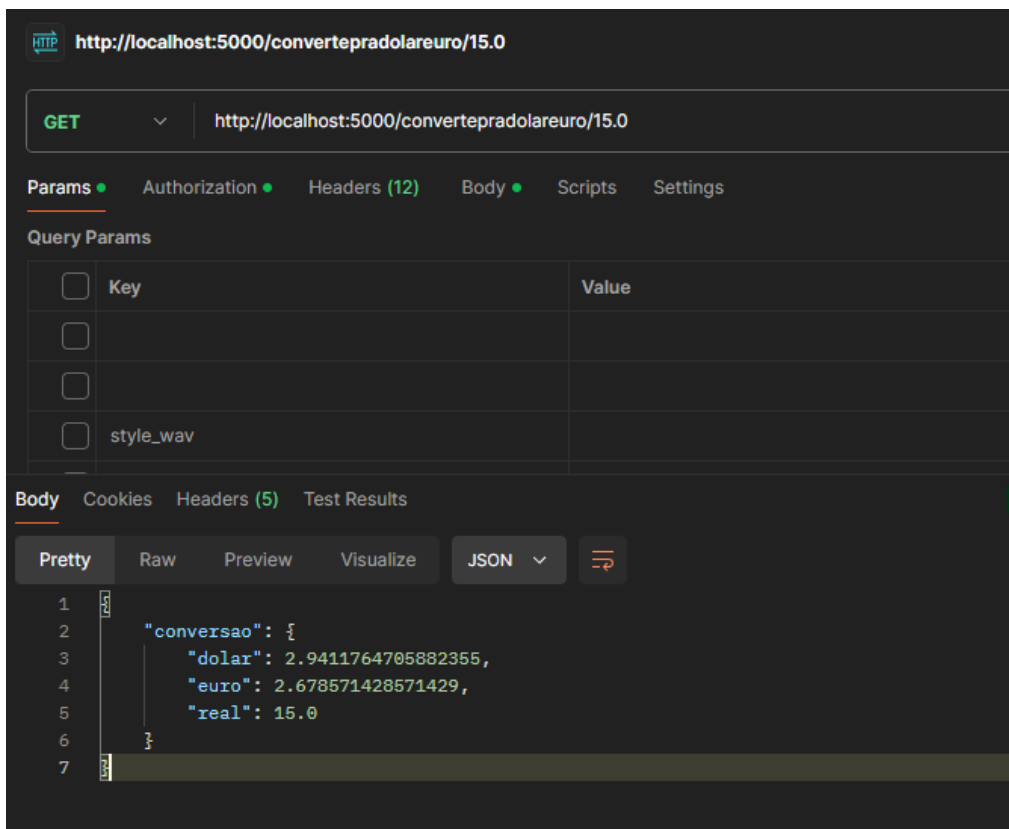 HTTP http://localhost:5000/convertepradolareuro/15.0
GET http://localhost:5000/convertepradolareuro/15.0
Params Authorization Headers (12) Body Scripts Settings
Query Params
Key Value
style_wav
Body Cookies Headers (5) Test Results
Pretty Raw Preview Visualize JSON
1 {
2 "conversao": {
3 "dolar": 2.9411764705882355,
4 "euro": 2.678571428571429,
5 "real": 15.0
6 }
7 }